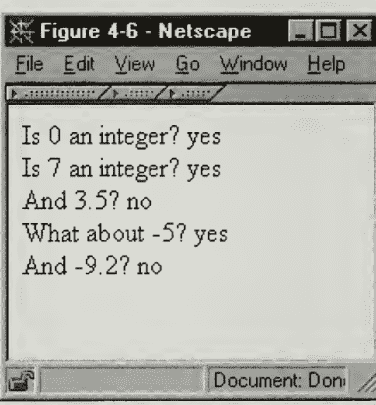 Figure 4-6 - Netscape
File Edit View Go Window Help
Is 0 an integer? yes
Is 7 an integer? yes
And 3.5? no
What about -5? yes
And -9.2? no
Document: Don